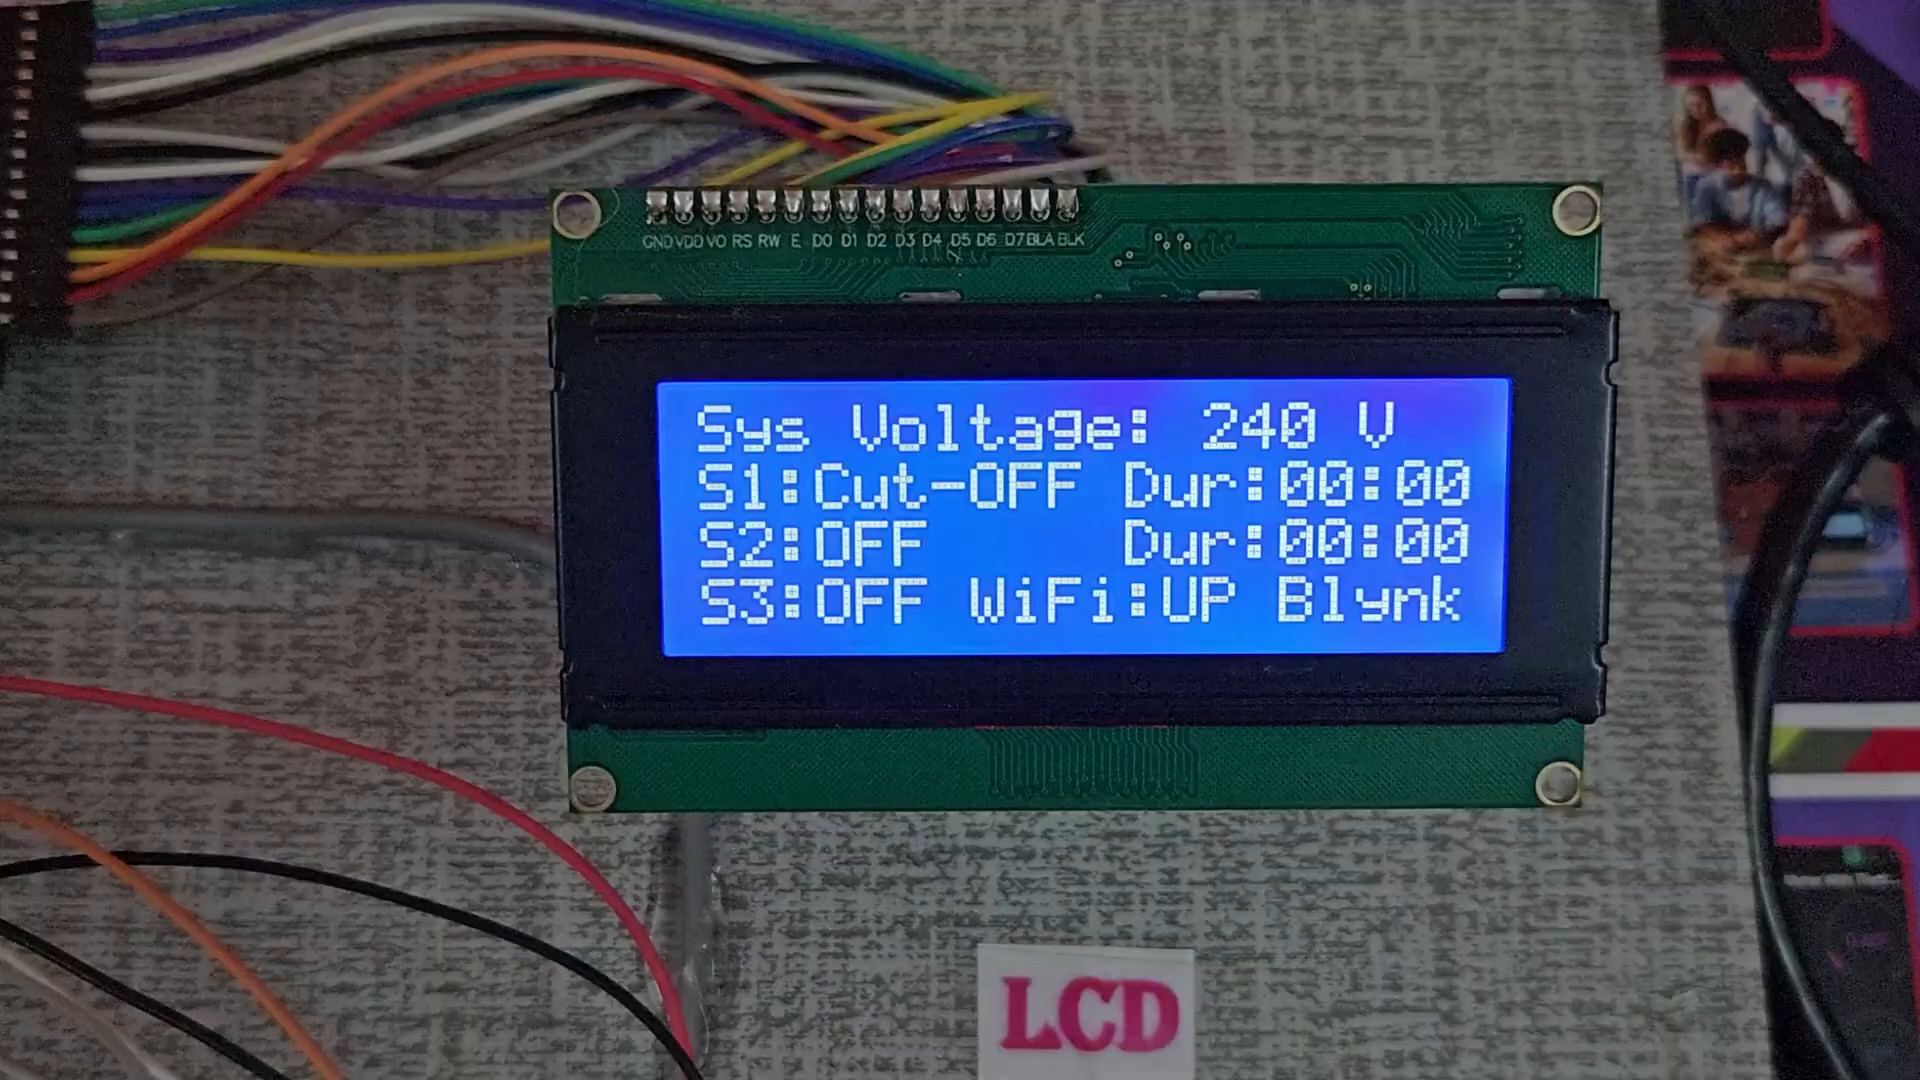 GND VDD VO RS RW E D0 D1 D2 D3 D4 D5 D6 D7 BLA BLK
Sys Voltage: 240 V
S1:Cut-OFF Dur:00:00
S2:OFF Dur:00:00
S3:OFF WiFi:UP Blynk
LCD